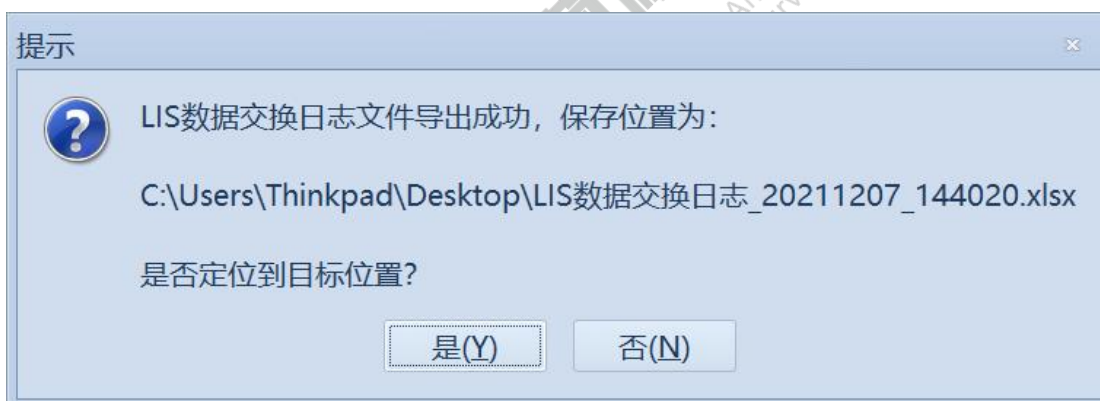 提示
LIS数据交换日志文件导出成功，保存位置为：
C:\Users\Thinkpad\Desktop\LIS数据交换日志_20211207_144020.xlsx
是否定位到目标位置?
是(Y) 否(N)